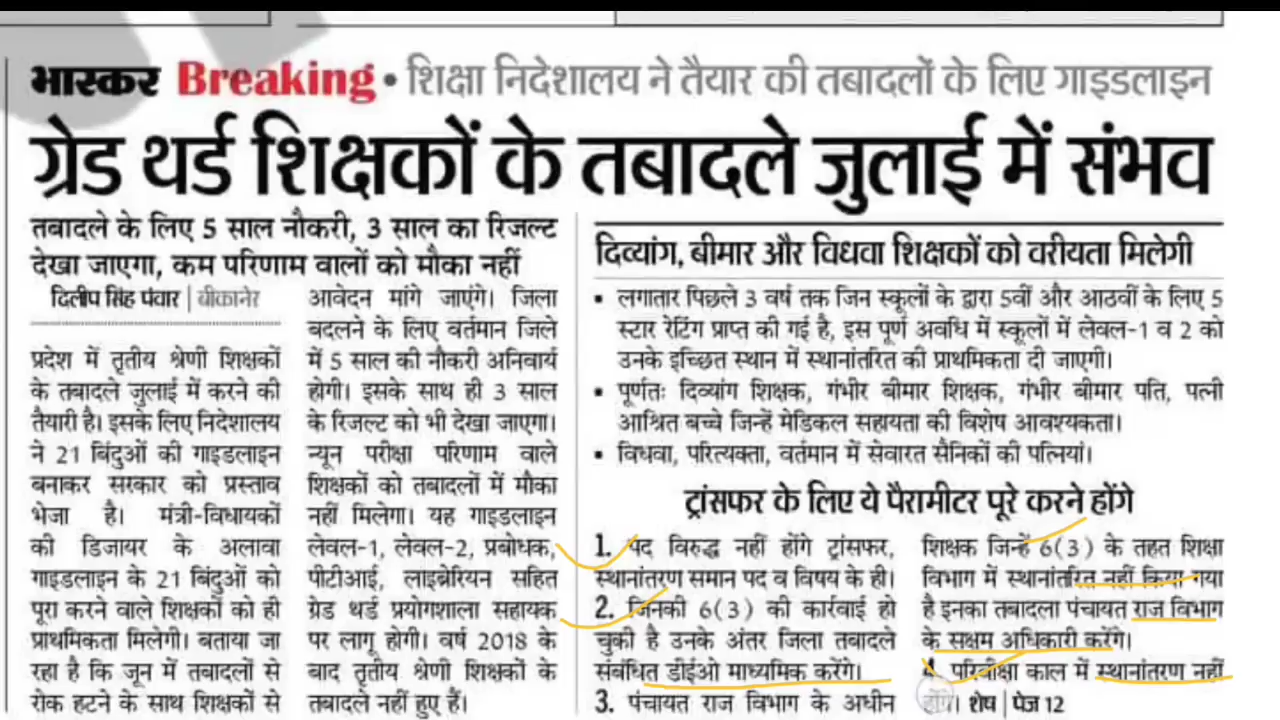 भास्कर Breaking • शिक्षा निदेशालय ने तैयार की तबादलों के लिए गाइडलाइन
ग्रेड थर्ड शिक्षकों के तबादले जुलाई में संभव
तबादले के लिए 5 साल नौकरी, 3 साल का रिजल्ट
देखा जाएगा, कम परिणाम वालों को मौका नहीं
दिलीप सिंह पंवार | बीकानेर
प्रदेश में तृतीय श्रेणी शिक्षकों
के तबादले जुलाई में करने की
तैयारी है। इसके लिए निदेशालय
ने 21 बिंदुओं की गाइडलाइन
बनाकर सरकार को प्रस्ताव
भेजा है। मंत्री-विधायकों
की डिजायर के अलावा
गाइडलाइन के 21 बिंदुओं को
पूरा करने वाले शिक्षकों को ही
प्राथमिकता मिलेगी। बताया जा
रहा है कि जून में तबादलों से
रोक हटने के साथ शिक्षकों से
आवेदन मांगे जाएंगे। जिला
बदलने के लिए वर्तमान जिले
में 5 साल की नौकरी अनिवार्य
होगी। इसके साथ ही 3 साल
के रिजल्ट को भी देखा जाएगा।
न्यून परीक्षा परिणाम वाले
शिक्षकों को तबादलों में मौका
नहीं मिलेगा। यह गाइडलाइन
लेवल-1, लेवल-2, प्रबोधक,
पीटीआई, लाइब्रेरियन सहित
ग्रेड थर्ड प्रयोगशाला सहायक
पर लागू होगी। वर्ष 2018 के
बाद तृतीय श्रेणी शिक्षकों के
तबादले नहीं हुए हैं।
दिव्यांग, बीमार और विधवा शिक्षकों को वरीयता मिलेगी
• लगातार पिछले 3 वर्ष तक जिन स्कूलों के द्वारा 5वीं और आठवीं के लिए 5
स्टार रेटिंग प्राप्त की गई है, इस पूर्ण अवधि में स्कूलों में लेवल-1 व 2 को
उनके इच्छित स्थान में स्थानांतरित की प्राथमिकता दी जाएगी।
• पूर्णतः दिव्यांग शिक्षक, गंभीर बीमार शिक्षक, गंभीर बीमार पति, पत्नी
आश्रित बच्चे जिन्हें मेडिकल सहायता की विशेष आवश्यकता।
• विधवा, परित्यक्ता, वर्तमान में सेवारत सैनिकों की पत्नियां।
ट्रांसफर के लिए ये पैरामीटर पूरे करने होंगे
1. पद विरुद्ध नहीं होंगे ट्रांसफर,
स्थानांतरण समान पद व विषय के ही।
2. जिनकी 6(3) की कार्रवाई हो
चुकी है उनके अंतर जिला तबादले
संबंधित डीईओ माध्यमिक करेंगे।
3. पंचायत राज विभाग के अधीन
शिक्षक जिन्हें 6(3) के तहत शिक्षा
विभाग में स्थानांतरित नहीं किया गया
है इनका तबादला पंचायत राज विभाग
के सक्षम अधिकारी करेंगे।
4. परिवीक्षा काल में स्थानांतरण नहीं
होंगे। शेष | पेज 12